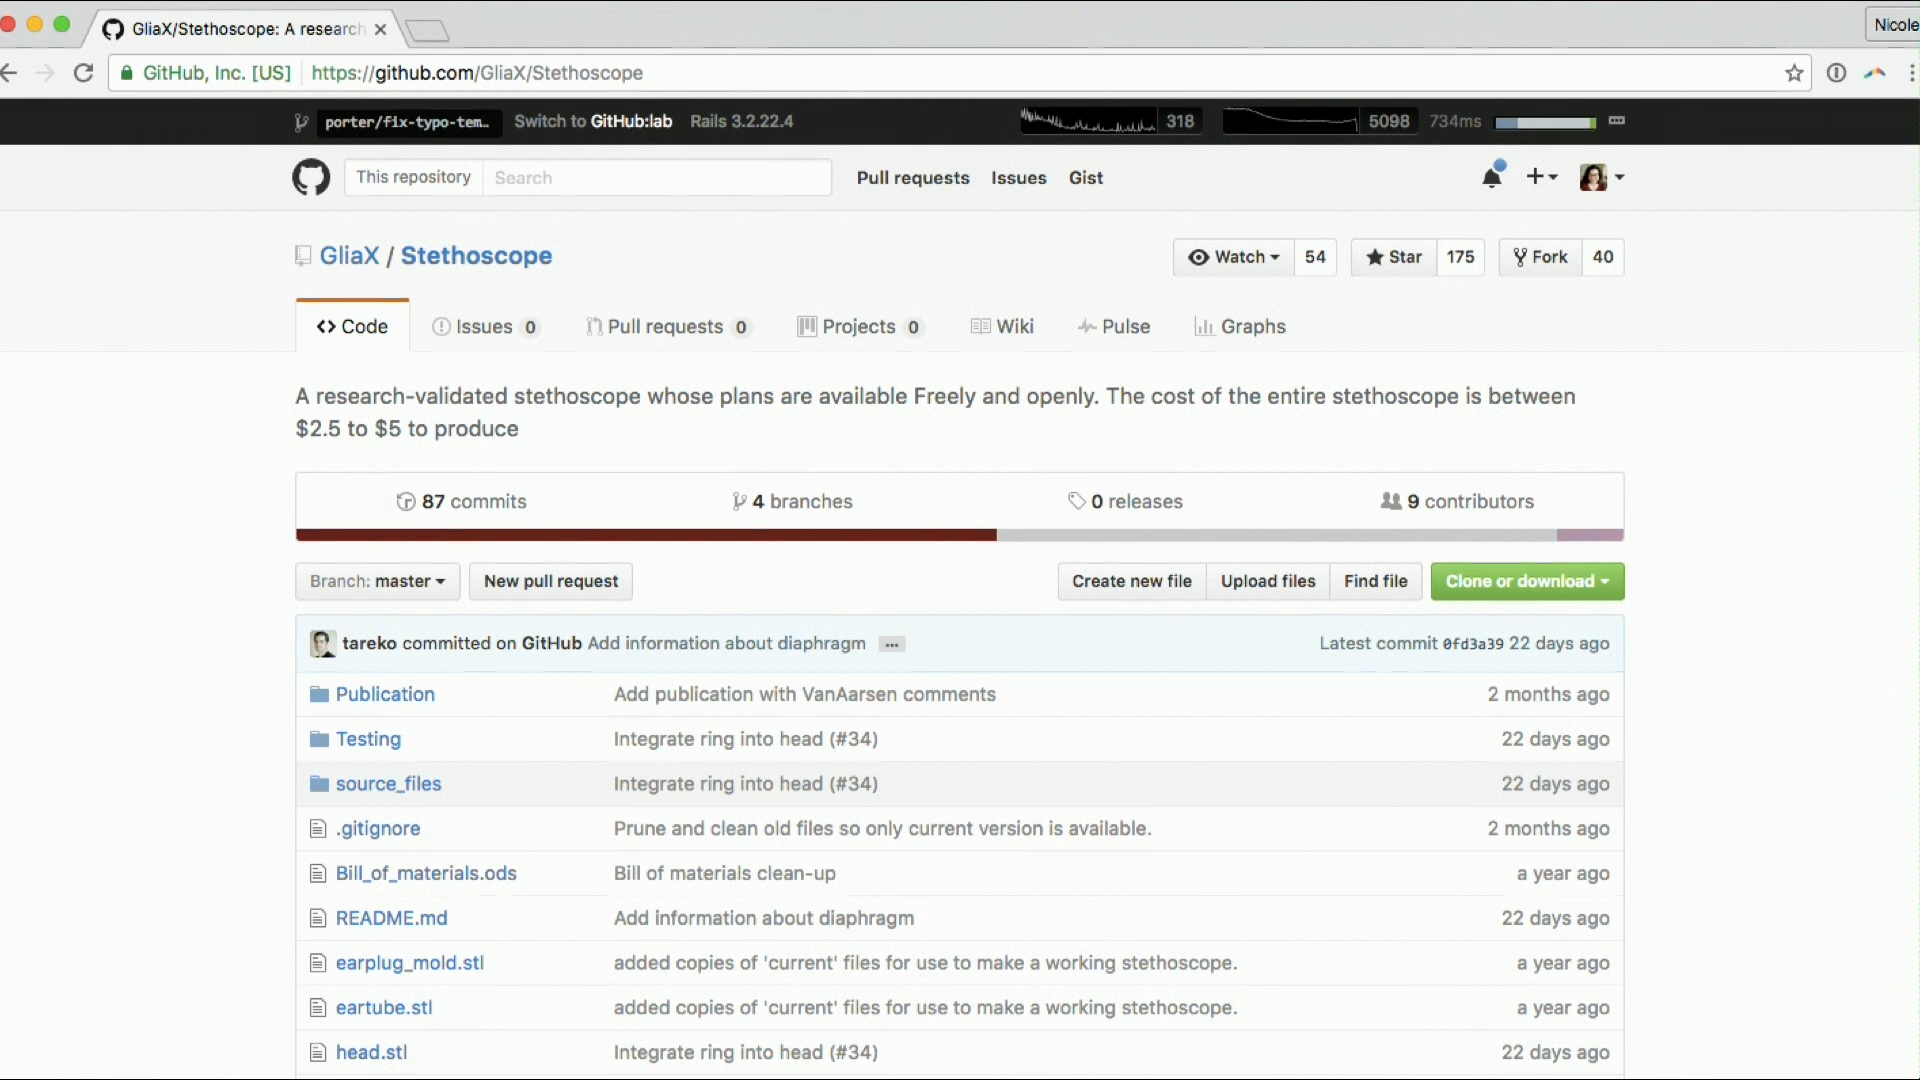 GliaX/Stethoscope: A research
Nicole
GitHub, Inc. [US] https://github.com/GliaX/Stethoscope
porter/fix-typo-tem… Switch to GitHub:lab Rails 3.2.22.4 318 5098 734ms
This repository Search Pull requests Issues Gist
GliaX / Stethoscope Watch 54 Star 175 Fork 40
Code Issues 0 Pull requests 0 Projects 0 Wiki Pulse Graphs
A research-validated stethoscope whose plans are available Freely and openly. The cost of the entire stethoscope is between
$2.5 to $5 to produce
87 commits 4 branches 0 releases 9 contributors
Branch: master New pull request Create new file Upload files Find file Clone or download
tareko committed on GitHub Add information about diaphragm … Latest commit 0fd3a39 22 days ago
Publication Add publication with VanAarsen comments 2 months ago
Testing Integrate ring into head (#34) 22 days ago
source_files Integrate ring into head (#34) 22 days ago
.gitignore Prune and clean old files so only current version is available. 2 months ago
Bill_of_materials.ods Bill of materials clean-up a year ago
README.md Add information about diaphragm 22 days ago
earplug_mold.stl added copies of 'current' files for use to make a working stethoscope. a year ago
eartube.stl added copies of 'current' files for use to make a working stethoscope. a year ago
head.stl Integrate ring into head (#34) 22 days ago